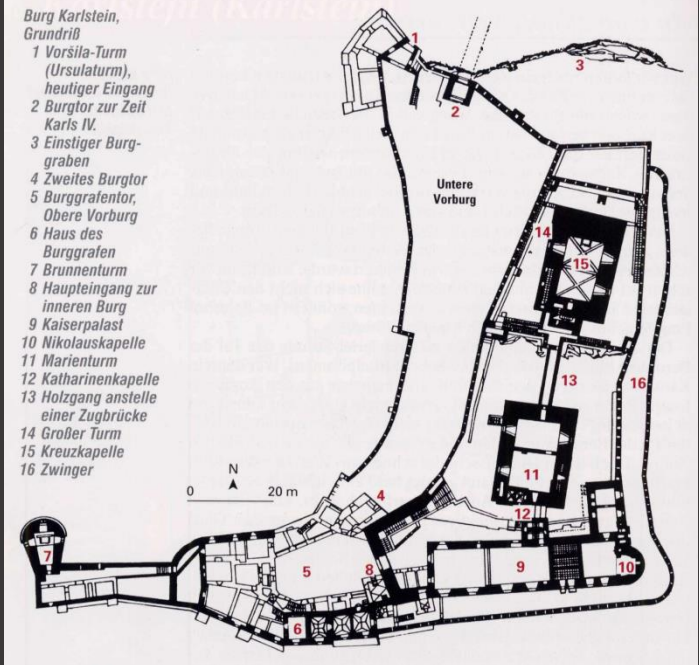 Burg Karlstein,
Grundriß
1 Voršila-Turm
(Ursulaturm),
heutiger Eingang
2 Burgtor zur Zeit
Karls IV.
3 Einstiger Burg-
graben
4 Zweites Burgtor
5 Burggrafentor,
Obere Vorburg
6 Haus des
Burggrafen
7 Brunnenturm
8 Haupteingang zur
inneren Burg
9 Kaiserpalast
10 Nikolauskapelle
11 Marienturm
12 Katharinenkapelle
13 Holzgang anstelle
einer Zugbrücke
14 Großer Turm
15 Kreuzkapelle
16 Zwinger
1
3
2
Untere
Vorburg
14
15
13
16
11
N
0 20 m
4
12
7
5
8
9
10
6